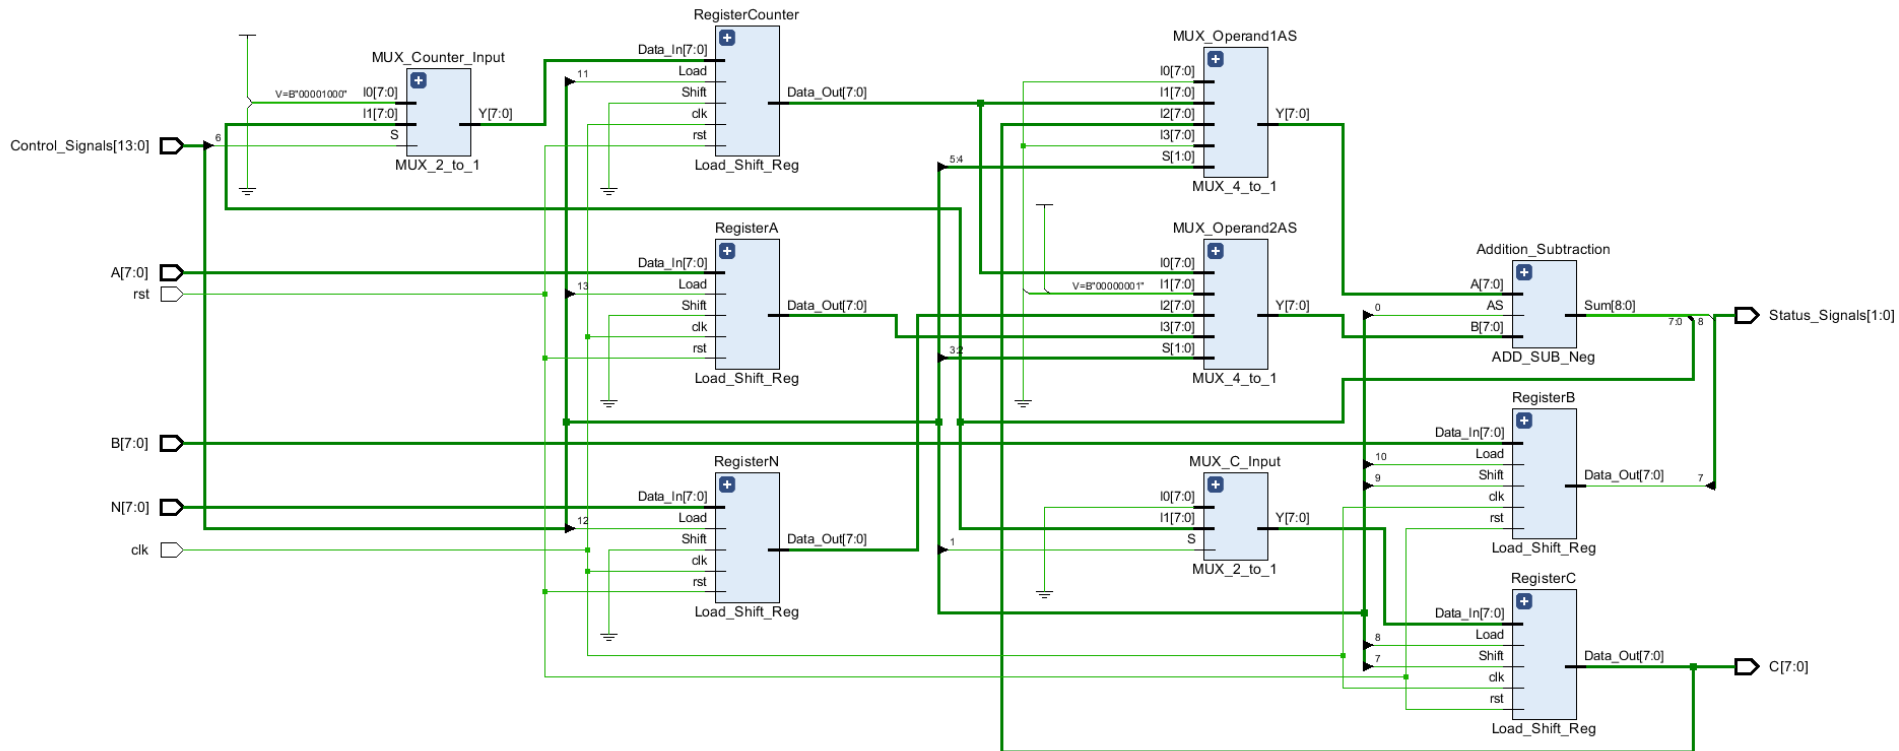 RegisterCounter
MUX_Counter_Input
V=B"00001000"
I0[7:0]
I1[7:0]
S
Y[7:0]
MUX_2_to_1
6
Control_Signals[13:0]
Data_In[7:0]
11
Load
Shift
clk
rst
Data_Out[7:0]
Load_Shift_Reg
MUX_Operand1AS
I0[7:0]
I1[7:0]
I2[7:0]
I3[7:0]
5:4
S[1:0]
Y[7:0]
MUX_4_to_1
RegisterA
A[7:0]
rst
Data_In[7:0]
13
Load
Shift
clk
rst
Data_Out[7:0]
Load_Shift_Reg
MUX_Operand2AS
I0[7:0]
V=B"00000001"
I1[7:0]
I2[7:0]
I3[7:0]
3:2
S[1:0]
Y[7:0]
MUX_4_to_1
Addition_Subtraction
A[7:0]
0
AS
B[7:0]
Sum[8:0]
7:0
8
ADD_SUB_Neg
Status_Signals[1:0]
RegisterB
B[7:0]
Data_In[7:0]
10
Load
9
Shift
clk
rst
Data_Out[7:0]
7
Load_Shift_Reg
RegisterN
N[7:0]
clk
Data_In[7:0]
12
Load
Shift
clk
rst
Data_Out[7:0]
Load_Shift_Reg
MUX_C_Input
I0[7:0]
I1[7:0]
1
S
Y[7:0]
MUX_2_to_1
RegisterC
Data_In[7:0]
8
Load
7
Shift
clk
rst
Data_Out[7:0]
Load_Shift_Reg
C[7:0]